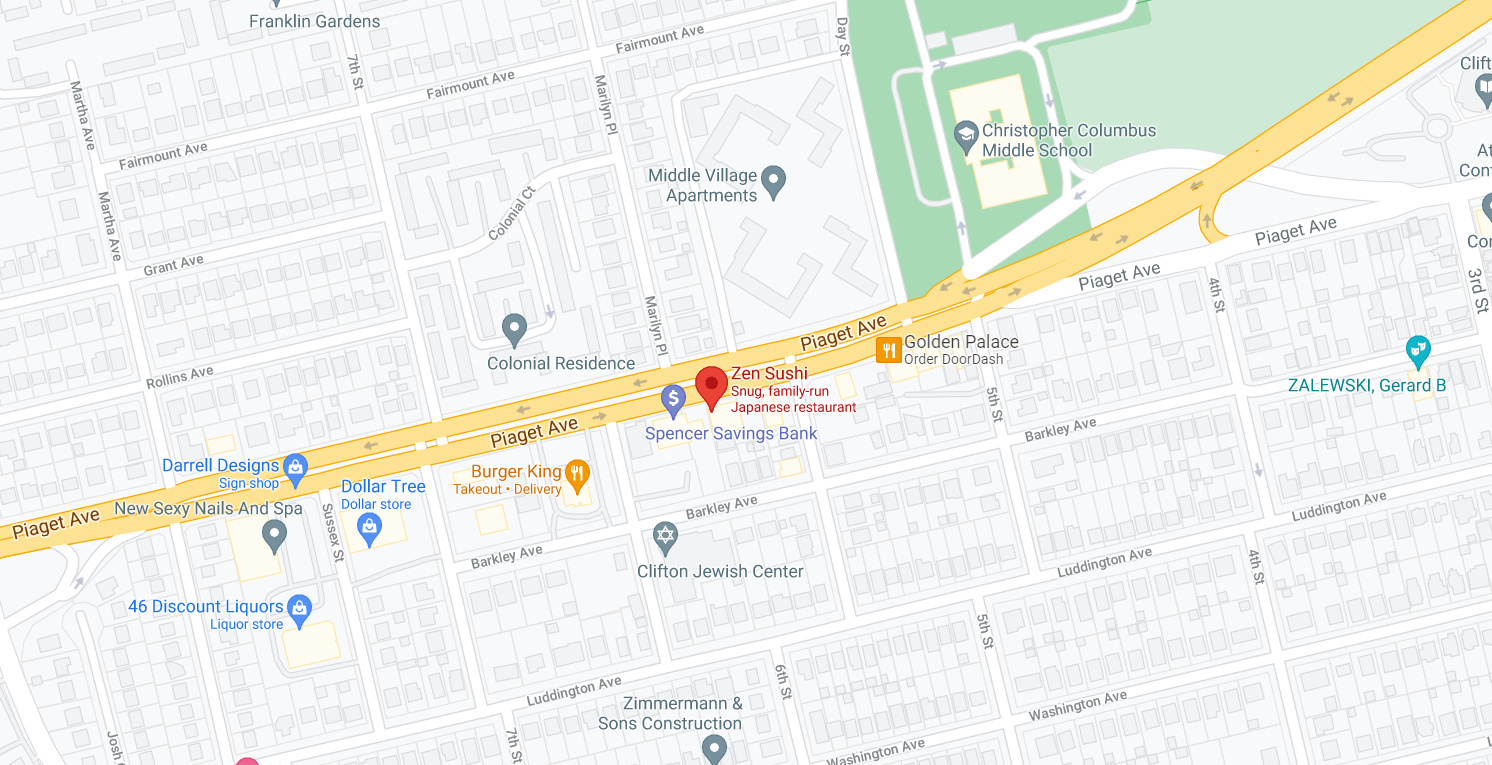 Franklin Gardens
Fairmount Ave
Day St
7th St
Fairmount Ave
Marilyn Pl
Martha Ave
Fairmount Ave
Clift
Christopher Columbus
Middle School
Middle Village
Apartments
At
Con
Martha Ave
Colonial Ct
Grant Ave
Piaget Ave
Cor
Piaget Ave
4th St
3rd St
Marilyn Pl
Piaget Ave
Golden Palace
Order DoorDash
Colonial Residence
Rollins Ave
Zen Sushi
Snug, family-run
Japanese restaurant
ZALEWSKI, Gerard B
5th St
Piaget Ave
Spencer Savings Bank
Barkley Ave
Darrell Designs
Sign shop
Burger King
Takeout • Delivery
Dollar Tree
Dollar store
New Sexy Nails And Spa
Piaget Ave
Sussex St
Barkley Ave
Luddington Ave
Barkley Ave
Clifton Jewish Center
Luddington Ave
4th St
46 Discount Liquors
Liquor store
5th St
6th St
Luddington Ave
Zimmermann &
Sons Construction
Washington Ave
7th St
Josh
Washington Ave